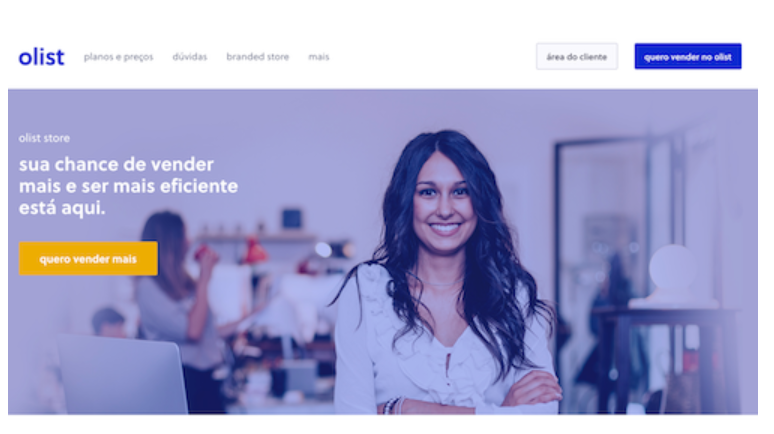 olist
planos e preços
dúvidas
branded store
mais
área do cliente
quero vender no olist
olist store
sua chance de vender
mais e ser mais eficiente
está aqui.
quero vender mais